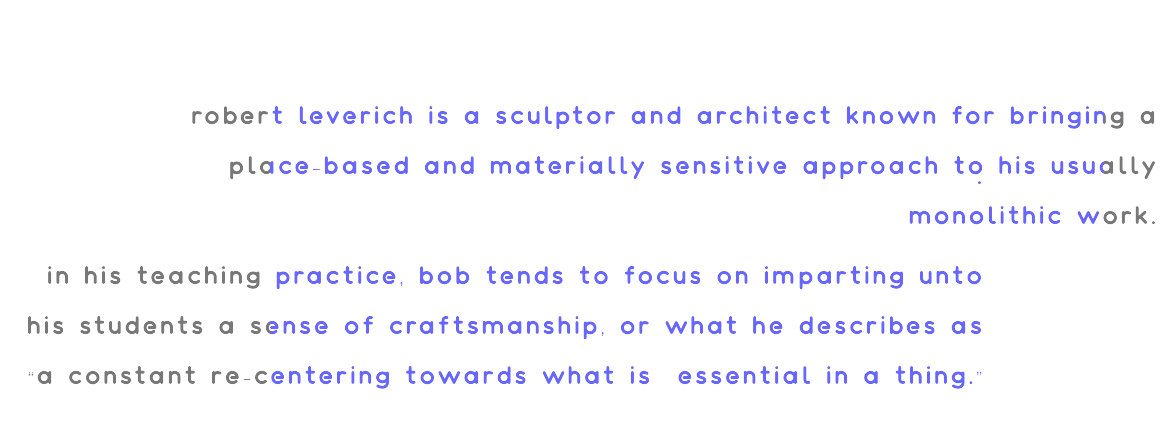 robert leverich is a sculptor and architect known for bringing a
place-based and materially sensitive approach to his usually
monolithic work.
in his teaching practice, bob tends to focus on imparting unto
his students a sense of craftsmanship, or what he describes as
“a constant re-centering towards what is essential in a thing.”